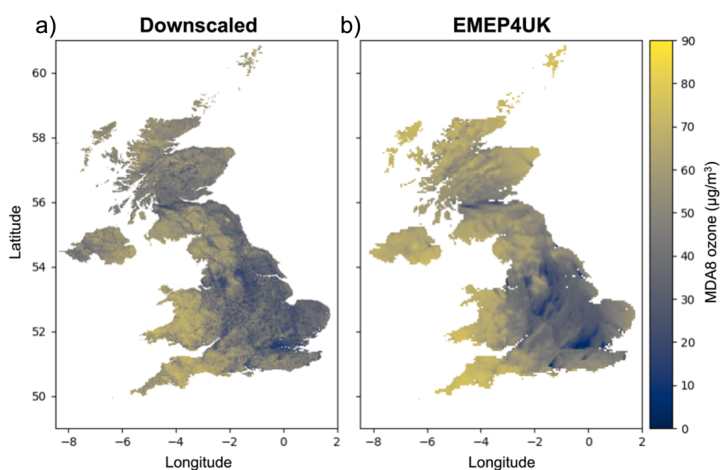 a) Downscaled
b) EMEP4UK
Latitude
60
58
56
54
52
50
−8 −6 −4 −2 0 2
Longitude
−8 −6 −4 −2 0 2
Longitude
90
80
70
60
50
40
30
20
10
0
MDA8 ozone (µg/m³)